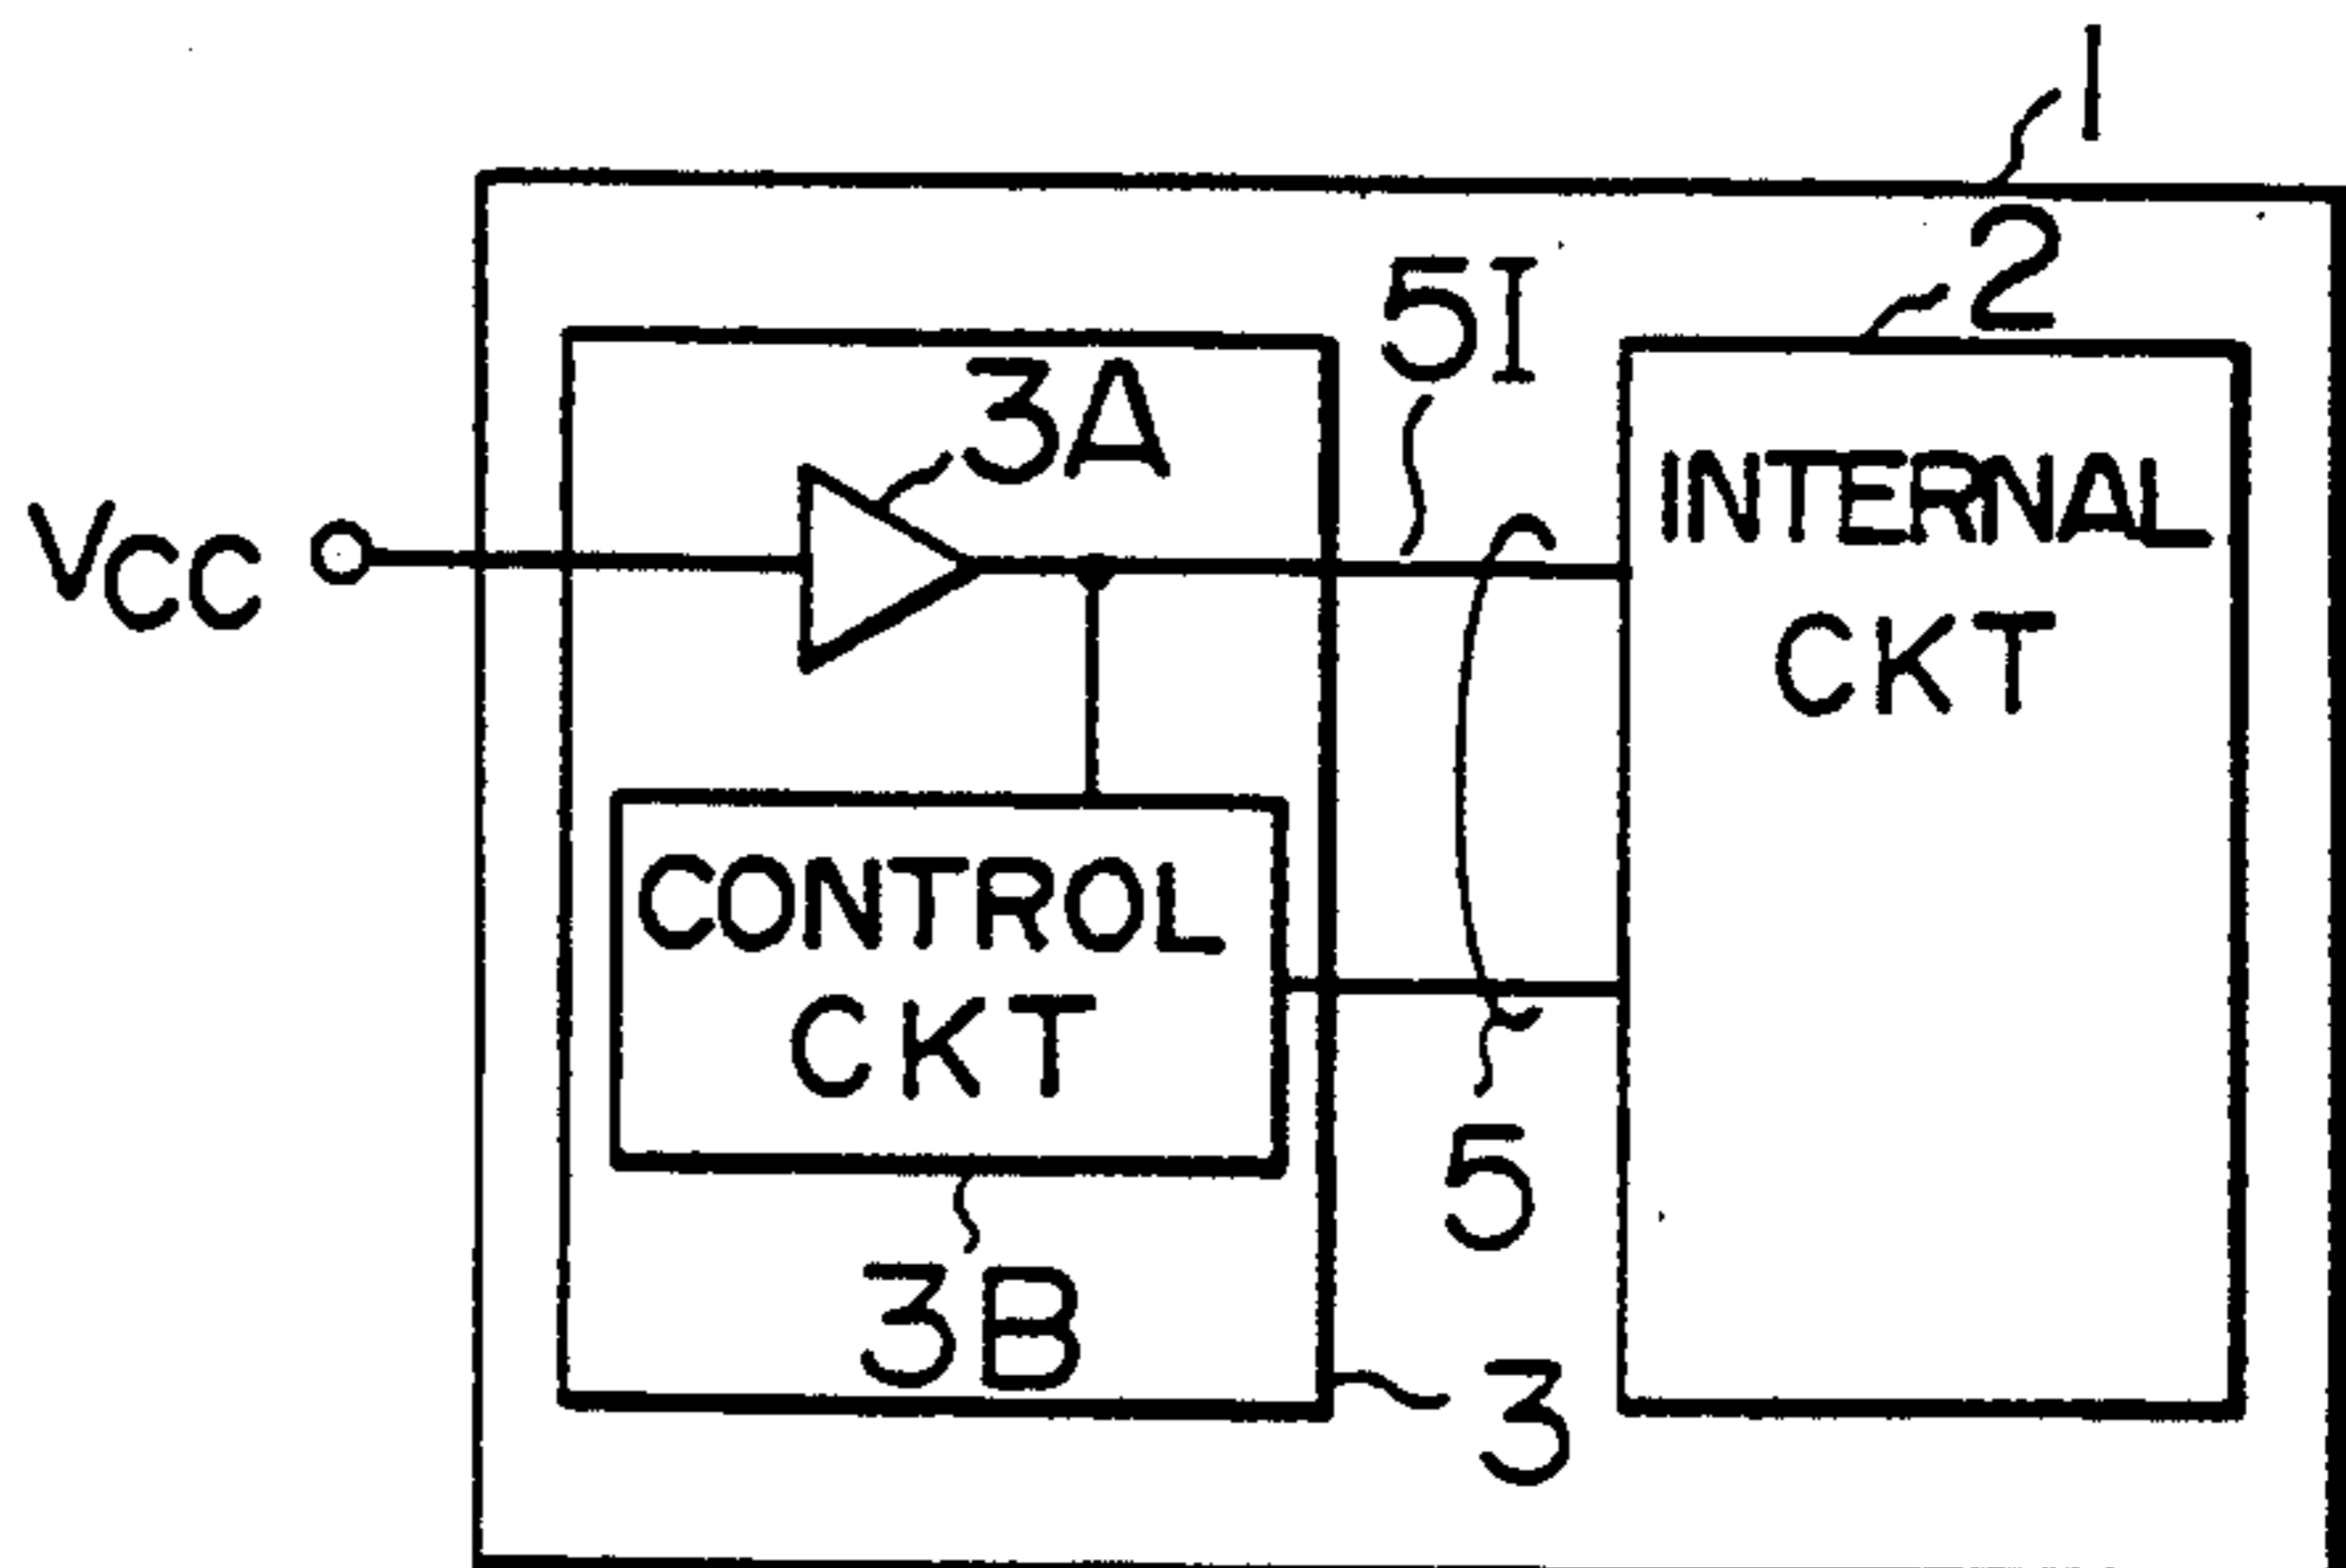 1
2
5I
3A
VCC
INTERNAL
CKT
CONTROL
CKT
5
3B
3